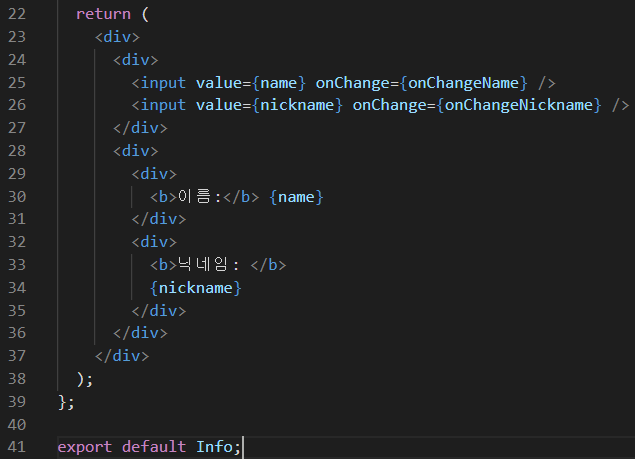 22 return (
23 <div>
24 <div>
25 <input value={name} onChange={onChangeName} />
26 <input value={nickname} onChange={onChangeNickname} />
27 </div>
28 <div>
29 <div>
30 <b>이름:</b> {name}
31 </div>
32 <div>
33 <b>닉네임: </b>
34 {nickname}
35 </div>
36 </div>
37 </div>
38 );
39 };
40
41 export default Info;